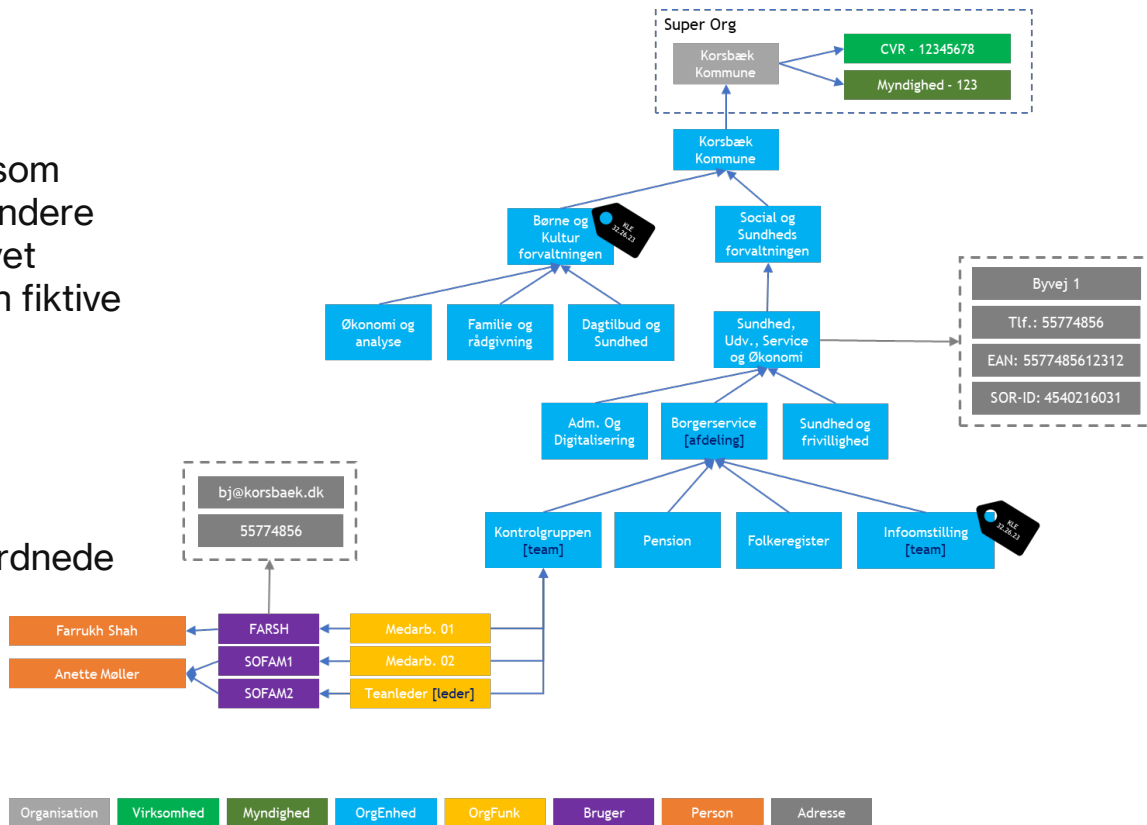 Super Org
Korsbæk
Kommune
CVR - 12345678
Myndighed - 123
Korsbæk
Kommune
som
ndere
vet
n fiktive
Børne og
Kultur
forvaltningen
KLE
32.26.23
Social og
Sundheds
forvaltningen
Økonomi og
analyse
Familie og
rådgivning
Dagtilbud og
Sundhed
Sundhed,
Udv., Service
og Økonomi
Byvej 1
Tlf.: 55774856
EAN: 5577485612312
SOR-ID: 4540216031
Adm. Og
Digitalisering
Borgerservice
[afdeling]
Sundhed og
frivillighed
bj@korsbaek.dk
55774856
Kontrolgruppen
[team]
Pension
Folkeregister
Infoomstilling
[team]
KLE
32.26.23
rdnede
Farrukh Shah
FARSH
Medarb. 01
Anette Møller
SOFAM1
Medarb. 02
SOFAM2
Teanleder [leder]
Organisation
Virksomhed
Myndighed
OrgEnhed
OrgFunk
Bruger
Person
Adresse